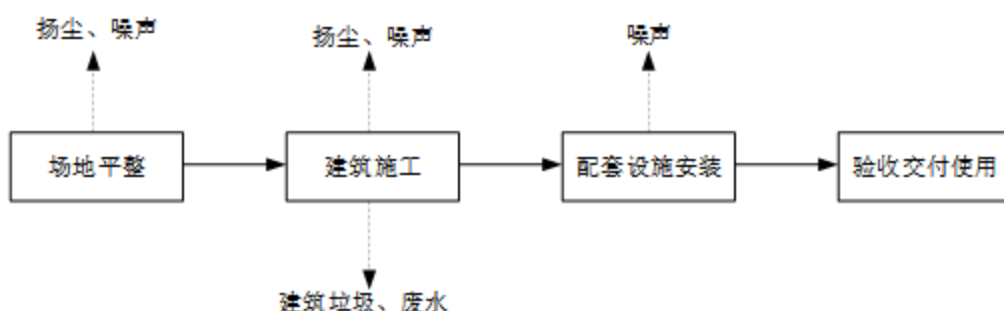 扬尘、噪声
扬尘、噪声
噪声
场地平整
建筑施工
配套设施安装
验收交付使用
建筑垃圾、废水